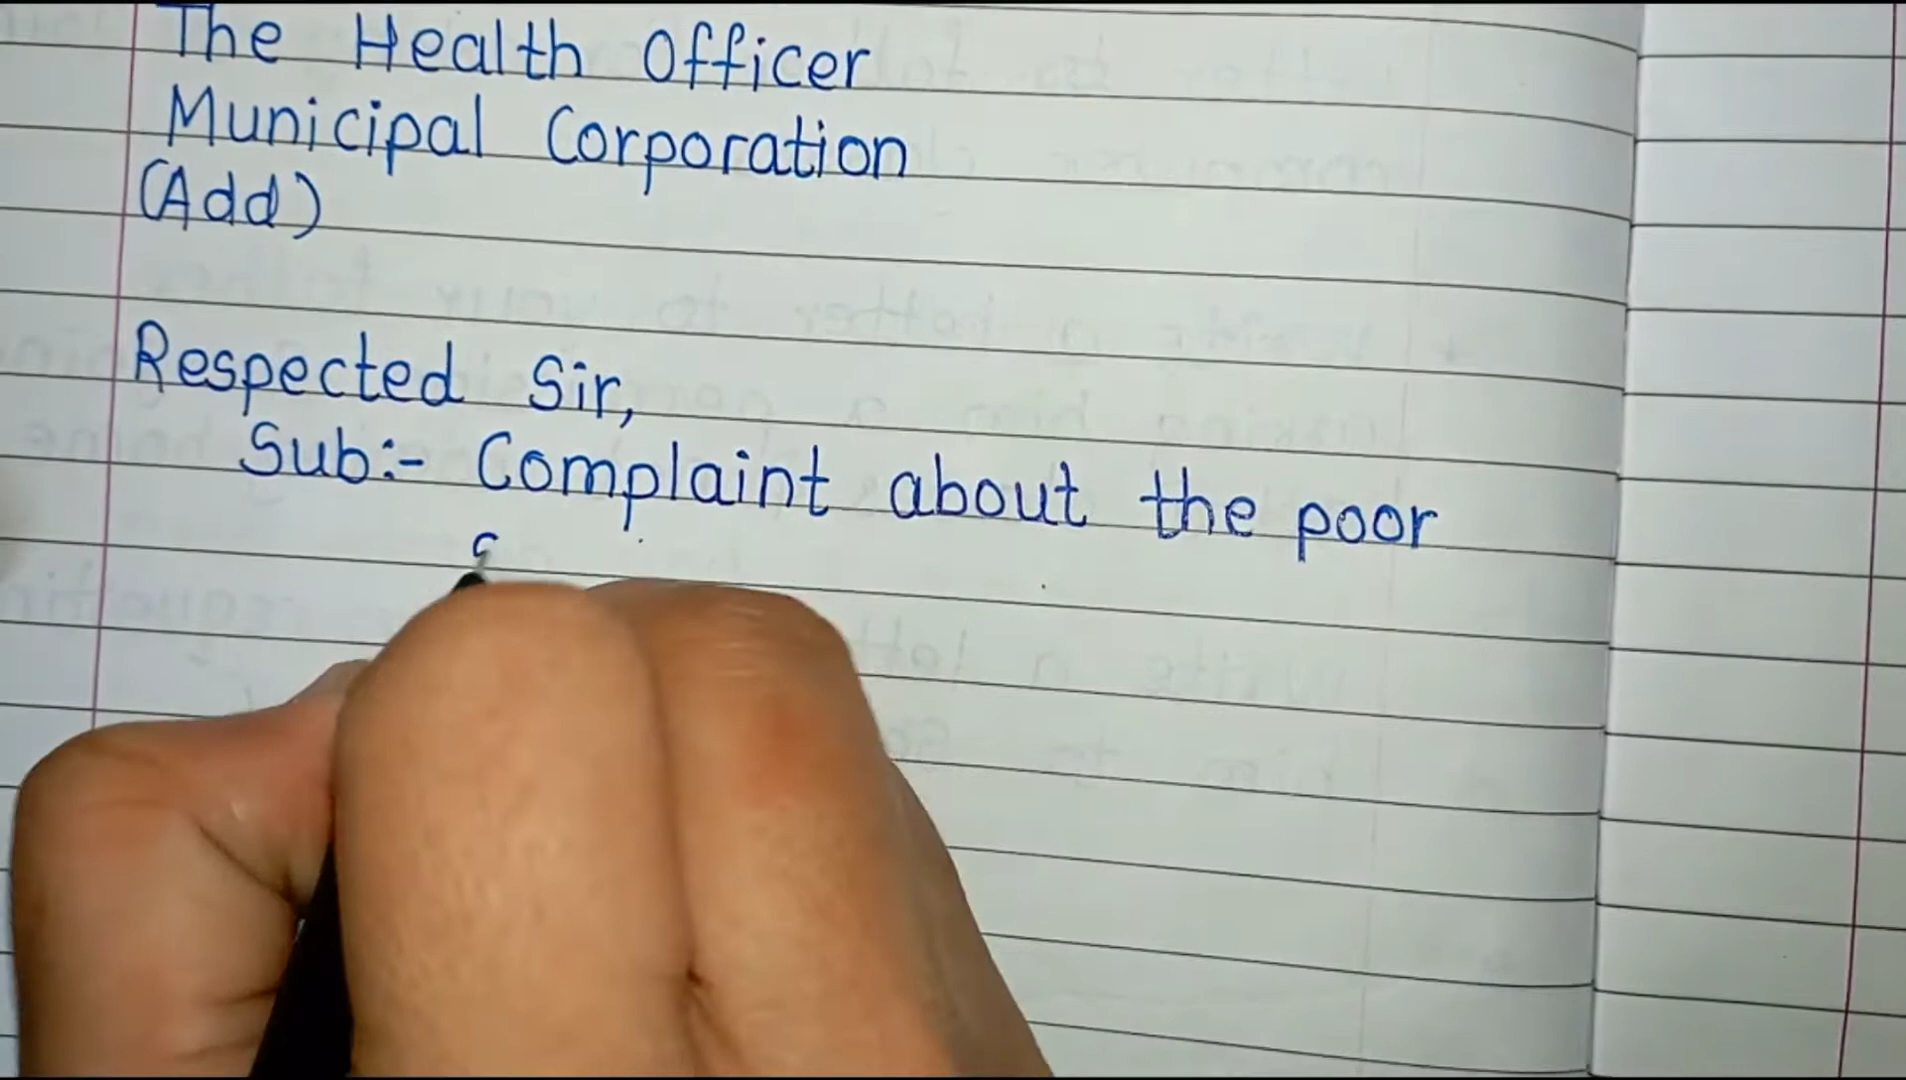 The Health Officer
Municipal Corporation
(Add)
Respected Sir,
Sub:- Complaint about the poor